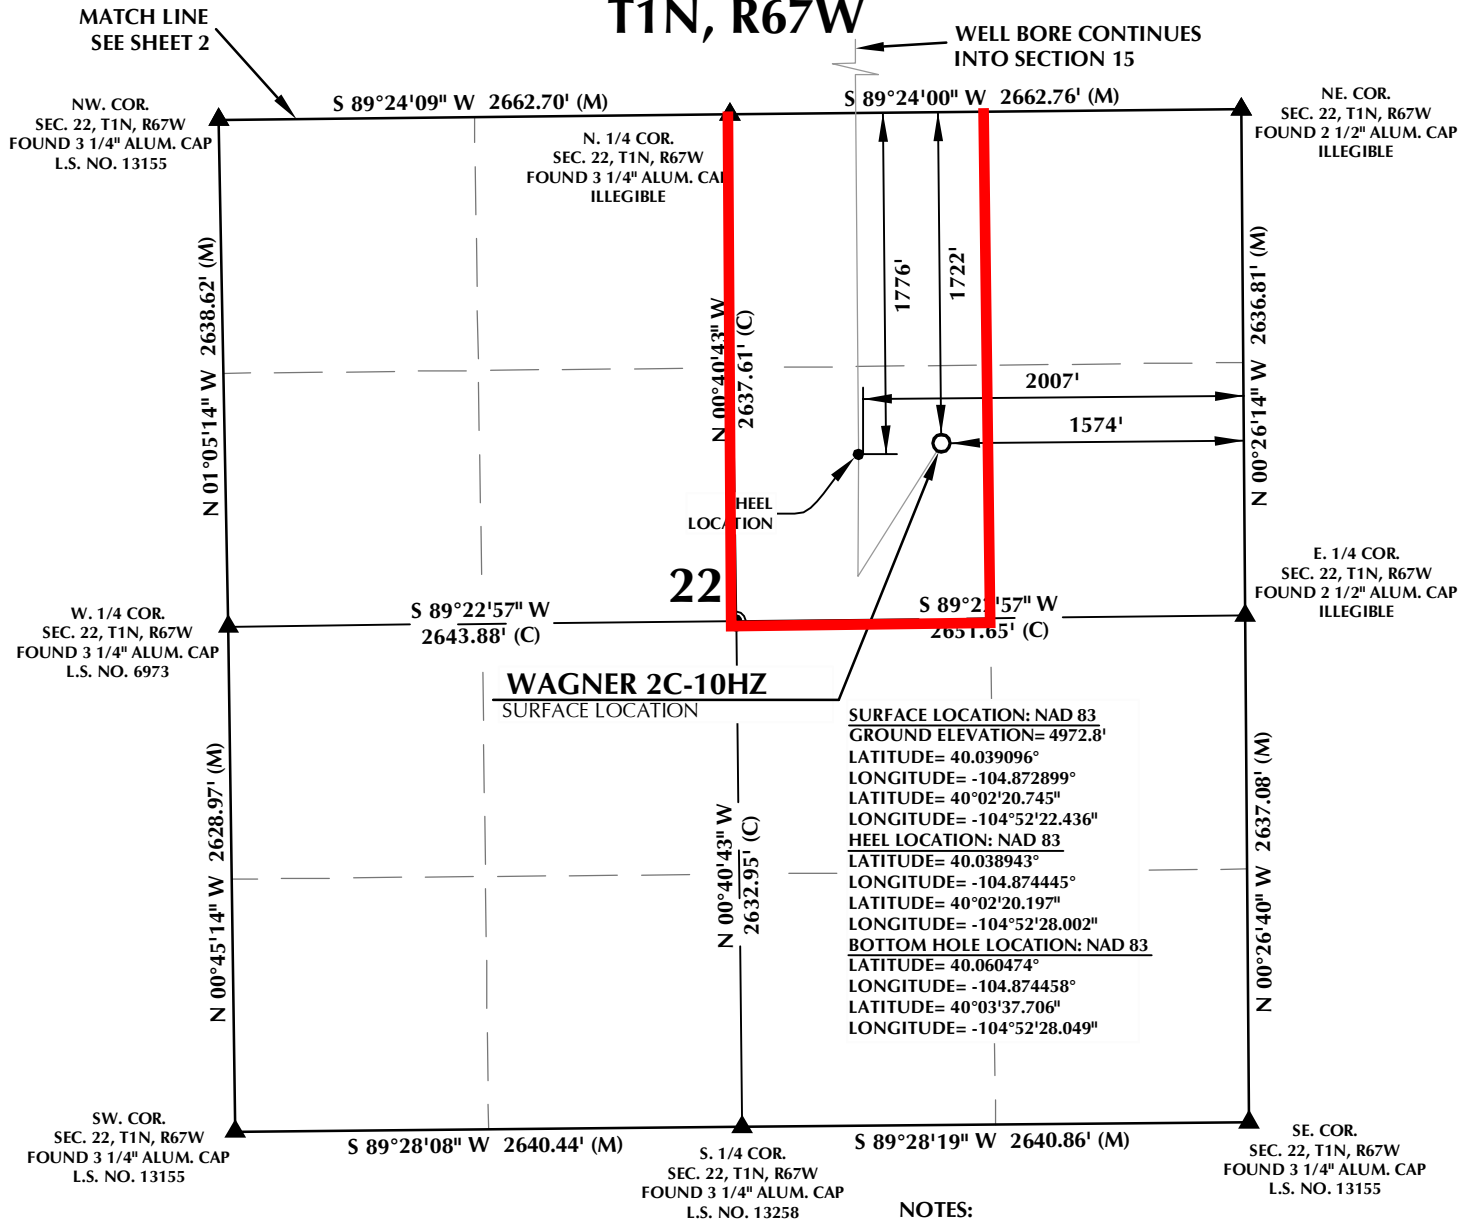 T1N, R67W
MATCH LINE
SEE SHEET 2
WELL BORE CONTINUES
INTO SECTION 15
NW. COR.
SEC. 22, T1N, R67W
FOUND 3 1/4" ALUM. CAP
L.S. NO. 13155
S 89°24'09" W 2662.70' (M)
N. 1/4 COR.
SEC. 22, T1N, R67W
FOUND 3 1/4" ALUM. CAP
ILLEGIBLE
S 89°24'00" W 2662.76' (M)
NE. COR.
SEC. 22, T1N, R67W
FOUND 2 1/2" ALUM. CAP
ILLEGIBLE
N 01°05'14" W 2638.62' (M)
N 00°40'43" W
2637.61' (C)
1776'
1722'
N 00°26'14" W 2636.81' (M)
2007'
1574'
HEEL
LOCATION
22
W. 1/4 COR.
SEC. 22, T1N, R67W
FOUND 3 1/4" ALUM. CAP
L.S. NO. 6973
S 89°22'57" W
2643.88' (C)
S 89°22'57" W
2651.65' (C)
E. 1/4 COR.
SEC. 22, T1N, R67W
FOUND 2 1/2" ALUM. CAP
ILLEGIBLE
WAGNER 2C-10HZ
SURFACE LOCATION
SURFACE LOCATION: NAD 83
GROUND ELEVATION= 4972.8'
LATITUDE= 40.039096°
LONGITUDE= -104.872899°
LATITUDE= 40°02'20.745"
LONGITUDE= -104°52'22.436"
HEEL LOCATION: NAD 83
LATITUDE= 40.038943°
LONGITUDE= -104.874445°
LATITUDE= 40°02'20.197"
LONGITUDE= -104°52'28.002"
BOTTOM HOLE LOCATION: NAD 83
LATITUDE= 40.060474°
LONGITUDE= -104.874458°
LATITUDE= 40°03'37.706"
LONGITUDE= -104°52'28.049"
N 00°45'14" W 2628.97' (M)
N 00°40'43" W
2632.95' (C)
N 00°26'40" W 2637.08' (M)
SW. COR.
SEC. 22, T1N, R67W
FOUND 3 1/4" ALUM. CAP
L.S. NO. 13155
S 89°28'08" W 2640.44' (M)
S. 1/4 COR.
SEC. 22, T1N, R67W
FOUND 3 1/4" ALUM. CAP
L.S. NO. 13258
S 89°28'19" W 2640.86' (M)
SE. COR.
SEC. 22, T1N, R67W
FOUND 3 1/4" ALUM. CAP
L.S. NO. 13155
NOTES: